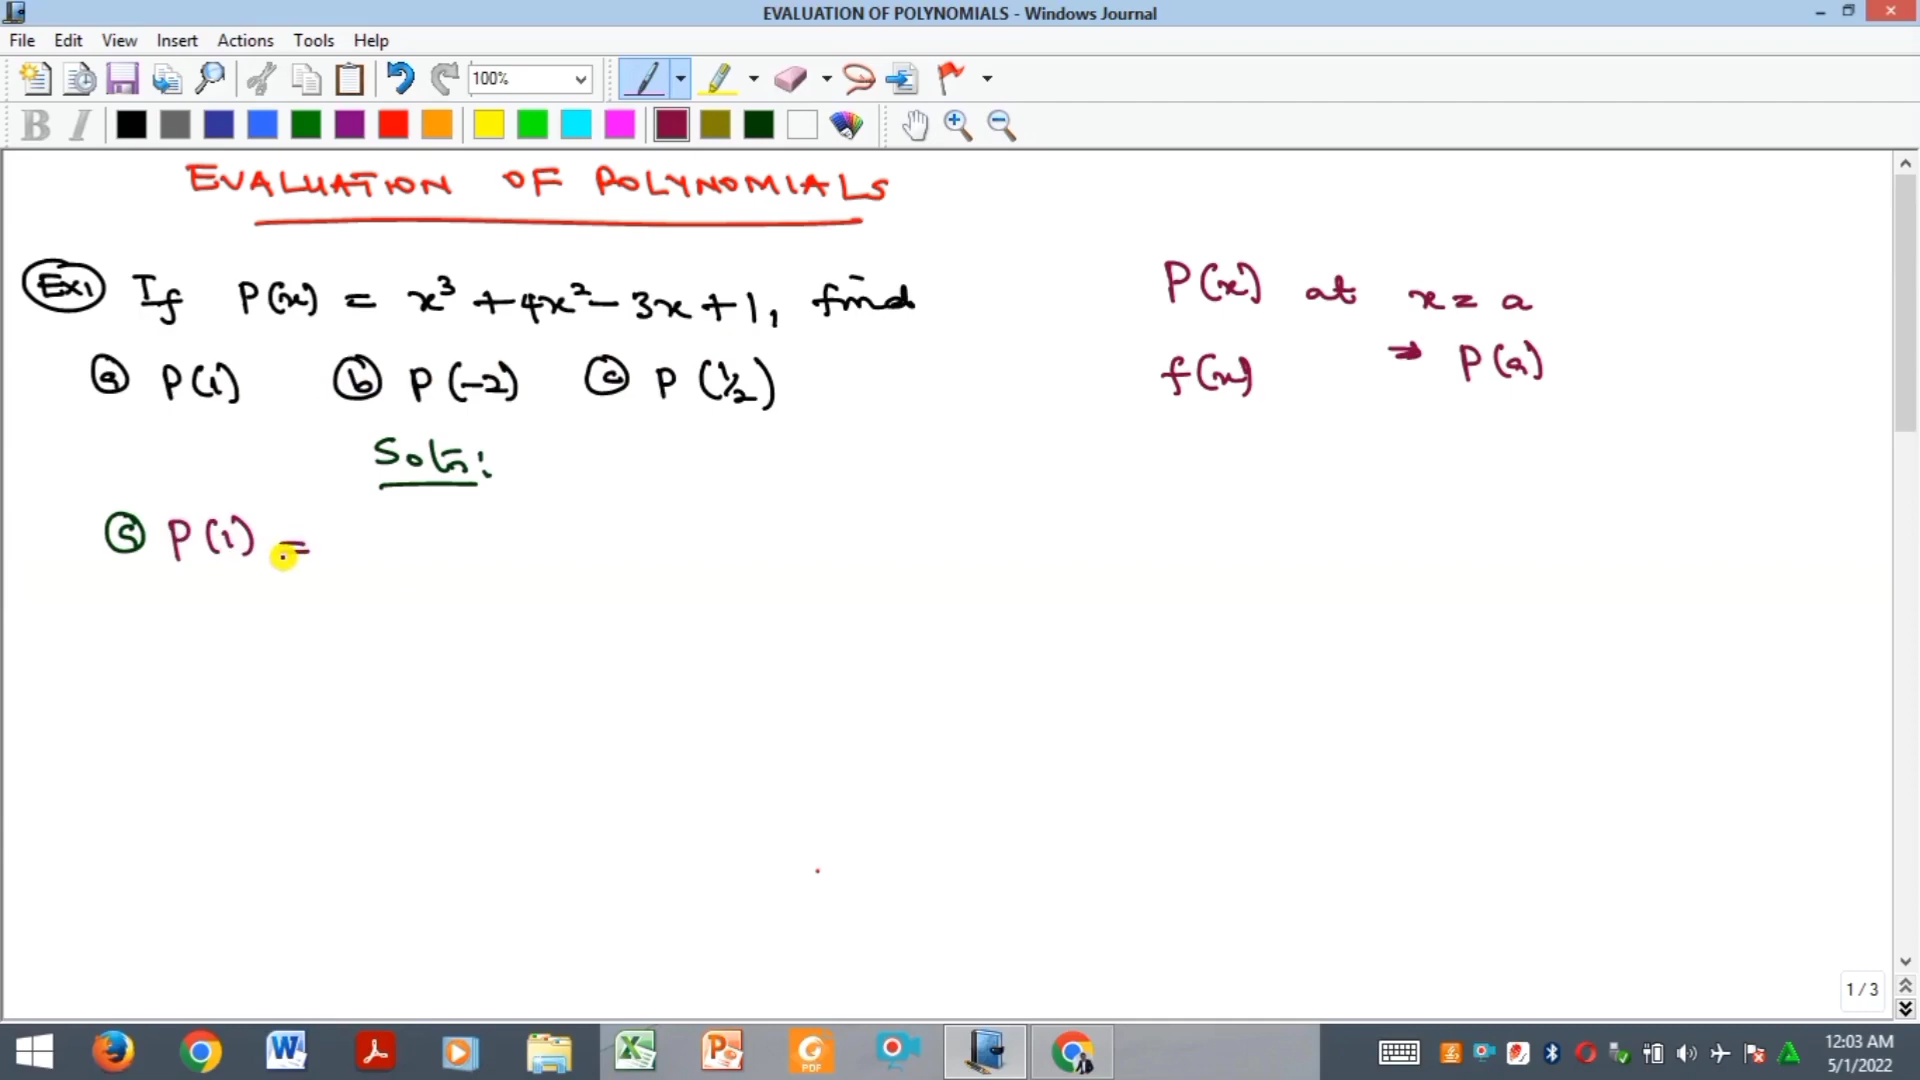 EVALUATION OF POLYNOMIALS - Windows Journal
File Edit View Insert Actions Tools Help
100%
B I
EVALUATION OF POLYNOMIALS
Ex1 If P(x) = x³ + 4x² - 3x + 1, find
P(x) at x = a
(a) P(1) (b) P(-2) (c) P(1/2)
f(x) → P(a)
Soln:
(a) P(1) =
1 / 3
PDF
12:03 AM
5/1/2022